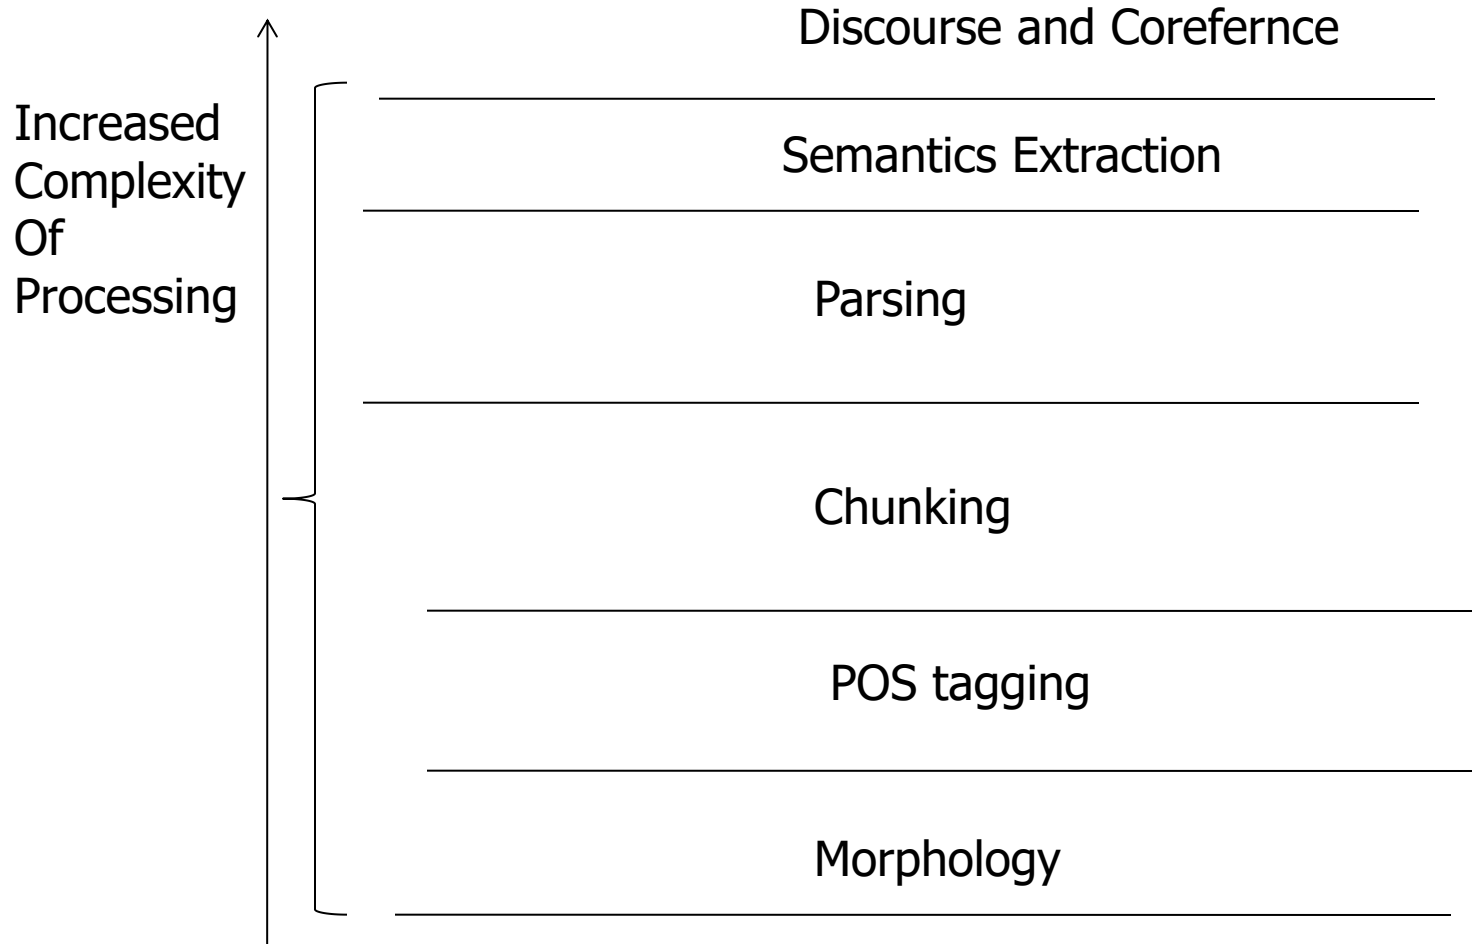 Discourse and Corefernce
Increased
Complexity
Of
Processing
Semantics Extraction
Parsing
Chunking
POS tagging
Morphology